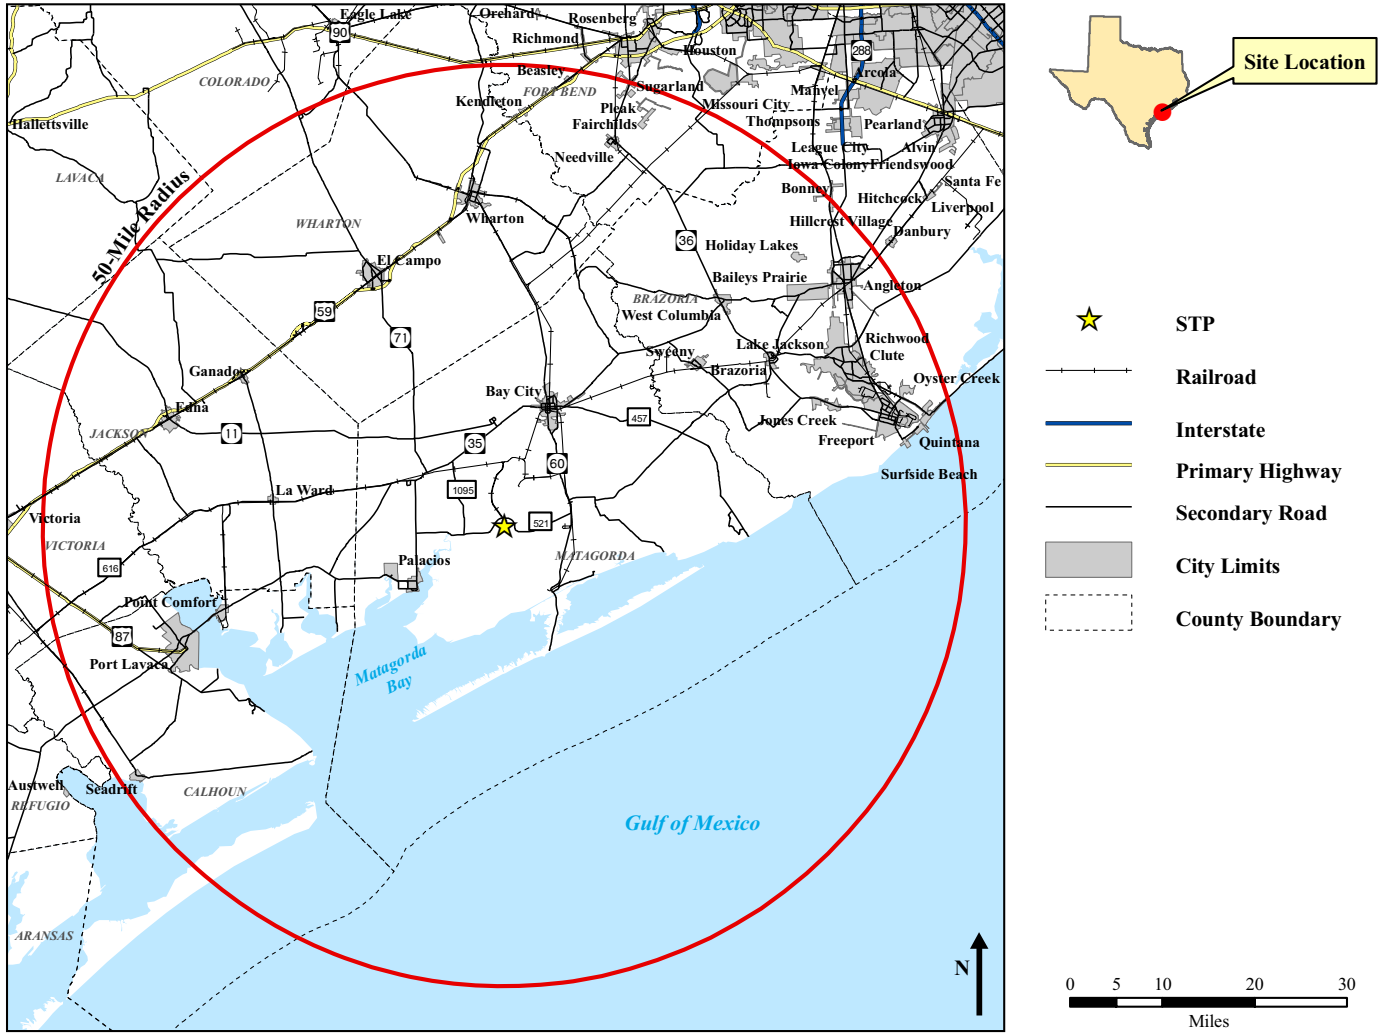 Eagle Lake
Orchard
Rosenberg
90
Richmond
Houston
288
COLORADO
Beasley
Arcola
FORT BEND
Sugarland
Manvel
Kendleton
Missouri City
Pleak
Hallettsville
Fairchilds
Thompsons
Pearland
League City
Alvin
Needville
Iowa Colony
Friendswood
LAVACA
Santa Fe
50-Mile Radius
Bonney
Hitchcock
Liverpool
WHARTON
Wharton
Hillcrest Village
Danbury
36
Holiday Lakes
El Campo
Baileys Prairie
Angleton
BRAZORIA
59
West Columbia
71
Lake Jackson
Richwood
Sweeny
Clute
Ganado
Brazoria
Oyster Creek
Bay City
Edna
457
Jones Creek
JACKSON
11
35
Freeport
Quintana
60
Surfside Beach
La Ward
1095
Victoria
521
VICTORIA
MATAGORDA
616
Palacios
Point Comfort
87
Port Lavaca
Matagorda
Bay
Austwell
Seadrift
CALHOUN
REFUGIO
Gulf of Mexico
ARANSAS
N
Site Location
STP
Railroad
Interstate
Primary Highway
Secondary Road
City Limits
County Boundary
0 5 10 20 30
Miles